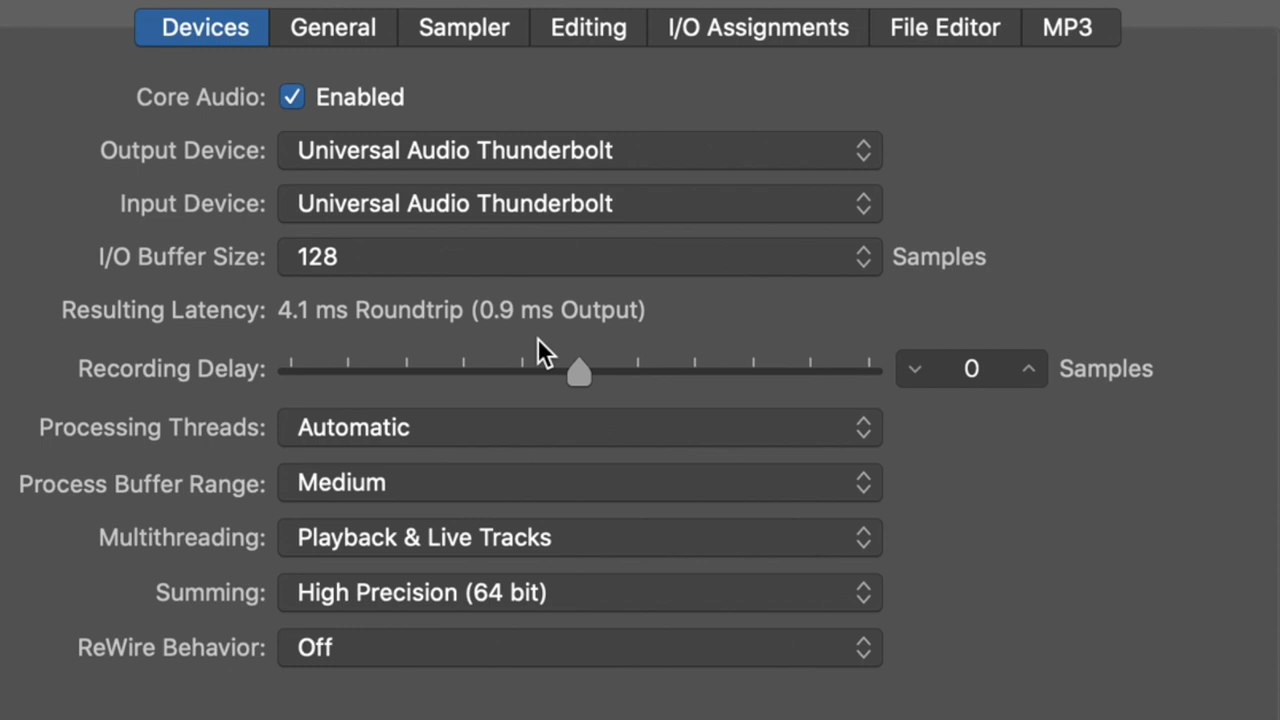 Devices General Sampler Editing I/O Assignments File Editor MP3
Core Audio: Enabled
Output Device: Universal Audio Thunderbolt
Input Device: Universal Audio Thunderbolt
I/O Buffer Size: 128 Samples
Resulting Latency: 4.1 ms Roundtrip (0.9 ms Output)
Recording Delay: 0 Samples
Processing Threads: Automatic
Process Buffer Range: Medium
Multithreading: Playback & Live Tracks
Summing: High Precision (64 bit)
ReWire Behavior: Off